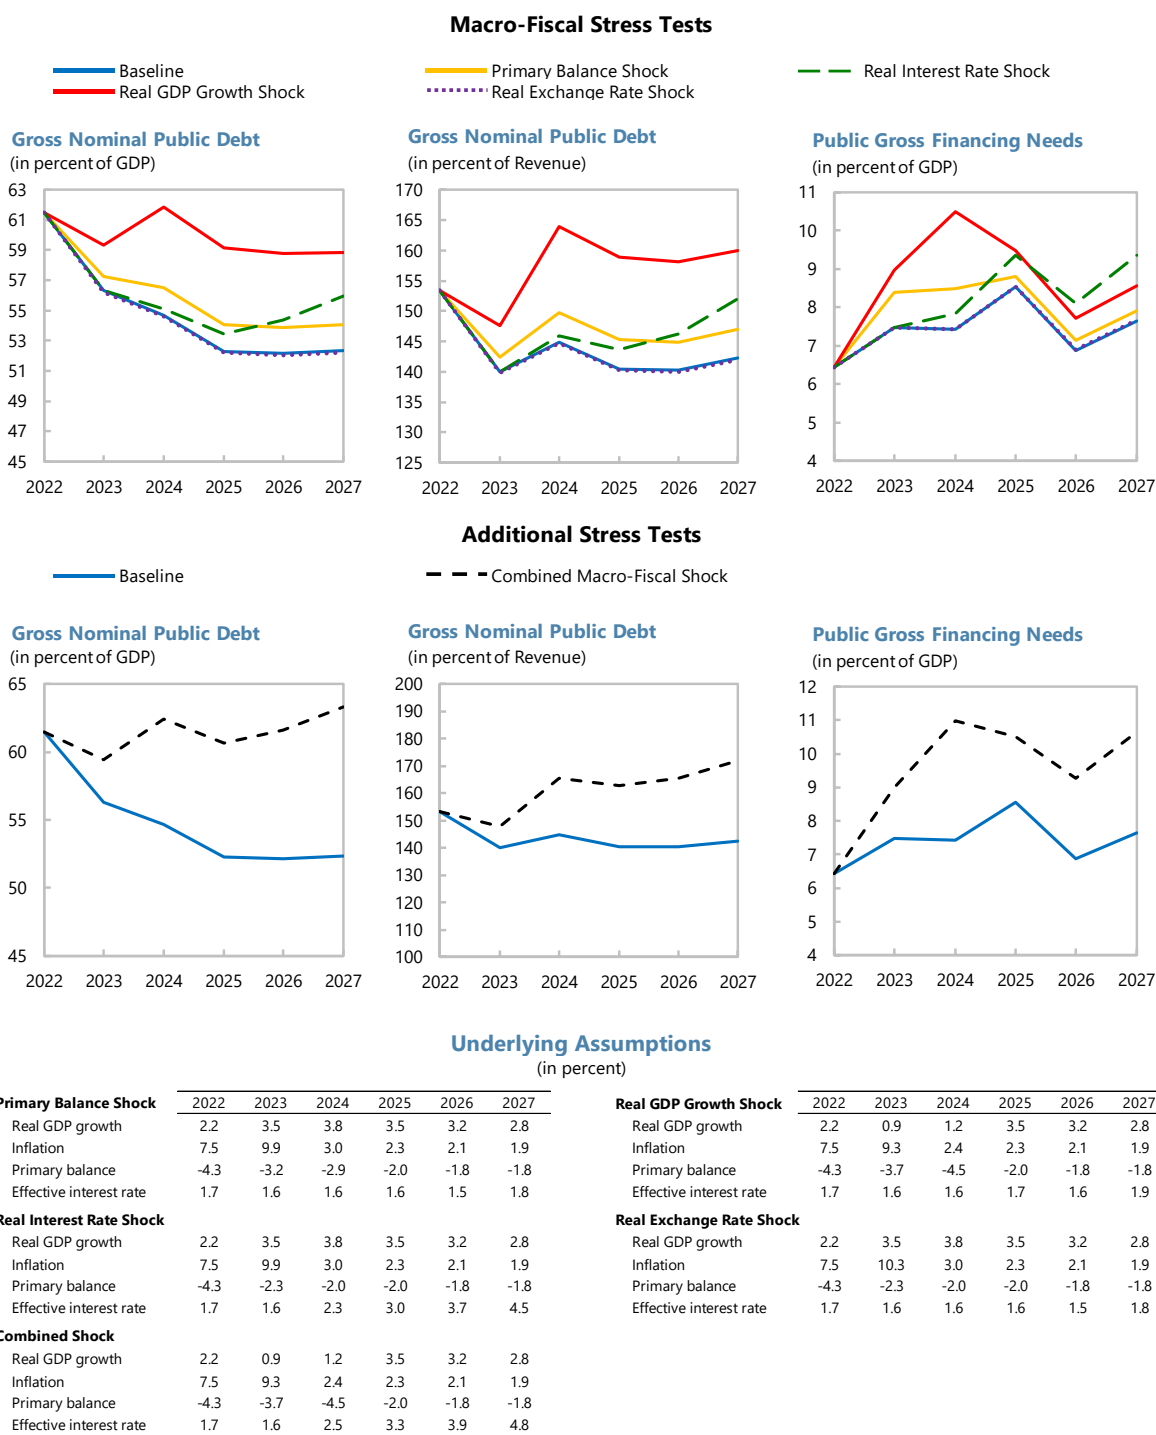 Macro-Fiscal Stress Tests
Baseline
Primary Balance Shock
Real Interest Rate Shock
Real GDP Growth Shock
Real Exchange Rate Shock
Gross Nominal Public Debt
(in percent of GDP)
63
61
59
57
55
53
51
49
47
45
2022 2023 2024 2025 2026 2027
Gross Nominal Public Debt
(in percent of Revenue)
170
165
160
155
150
145
140
135
130
125
2022 2023 2024 2025 2026 2027
Public Gross Financing Needs
(in percent of GDP)
11
10
9
8
7
6
5
4
2022 2023 2024 2025 2026 2027
Additional Stress Tests
Baseline
Combined Macro-Fiscal Shock
Gross Nominal Public Debt
(in percent of GDP)
65
60
55
50
45
2022 2023 2024 2025 2026 2027
Gross Nominal Public Debt
(in percent of Revenue)
200
190
180
170
160
150
140
130
120
110
100
2022 2023 2024 2025 2026 2027
Public Gross Financing Needs
(in percent of GDP)
12
11
10
9
8
7
6
5
4
2022 2023 2024 2025 2026 2027
Underlying Assumptions
(in percent)
Primary Balance Shock 2022 2023 2024 2025 2026 2027
Real GDP growth 2.2 3.5 3.8 3.5 3.2 2.8
Inflation 7.5 9.9 3.0 2.3 2.1 1.9
Primary balance -4.3 -3.2 -2.9 -2.0 -1.8 -1.8
Effective interest rate 1.7 1.6 1.6 1.6 1.5 1.8
Real Interest Rate Shock
Real GDP growth 2.2 3.5 3.8 3.5 3.2 2.8
Inflation 7.5 9.9 3.0 2.3 2.1 1.9
Primary balance -4.3 -2.3 -2.0 -2.0 -1.8 -1.8
Effective interest rate 1.7 1.6 2.3 3.0 3.7 4.5
Combined Shock
Real GDP growth 2.2 0.9 1.2 3.5 3.2 2.8
Inflation 7.5 9.3 2.4 2.3 2.1 1.9
Primary balance -4.3 -3.7 -4.5 -2.0 -1.8 -1.8
Effective interest rate 1.7 1.6 2.5 3.3 3.9 4.8
Real GDP Growth Shock 2022 2023 2024 2025 2026 2027
Real GDP growth 2.2 0.9 1.2 3.5 3.2 2.8
Inflation 7.5 9.3 2.4 2.3 2.1 1.9
Primary balance -4.3 -3.7 -4.5 -2.0 -1.8 -1.8
Effective interest rate 1.7 1.6 1.6 1.7 1.6 1.9
Real Exchange Rate Shock
Real GDP growth 2.2 3.5 3.8 3.5 3.2 2.8
Inflation 7.5 10.3 3.0 2.3 2.1 1.9
Primary balance -4.3 -2.3 -2.0 -2.0 -1.8 -1.8
Effective interest rate 1.7 1.6 1.6 1.6 1.5 1.8